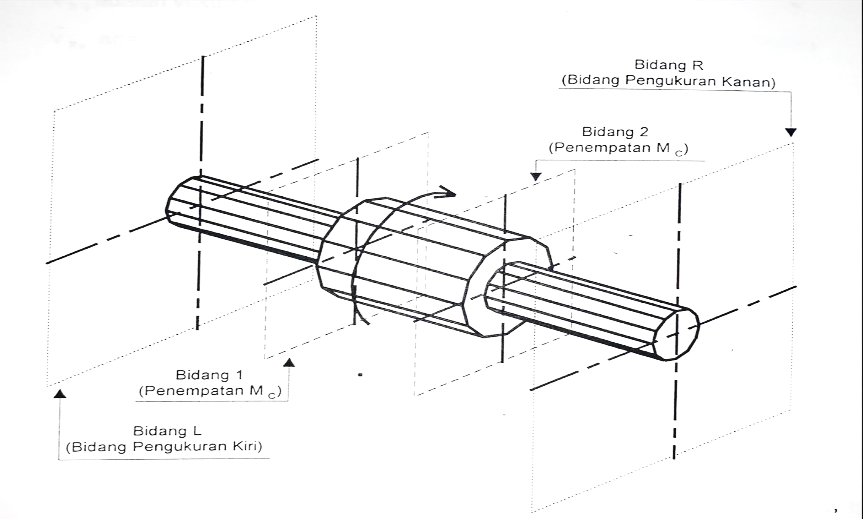 Bidang R
(Bidang Pengukuran Kanan)
Bidang 2
(Penempatan M C)
Bidang 1
(Penempatan M C)
Bidang L
(Bidang Pengukuran Kiri)